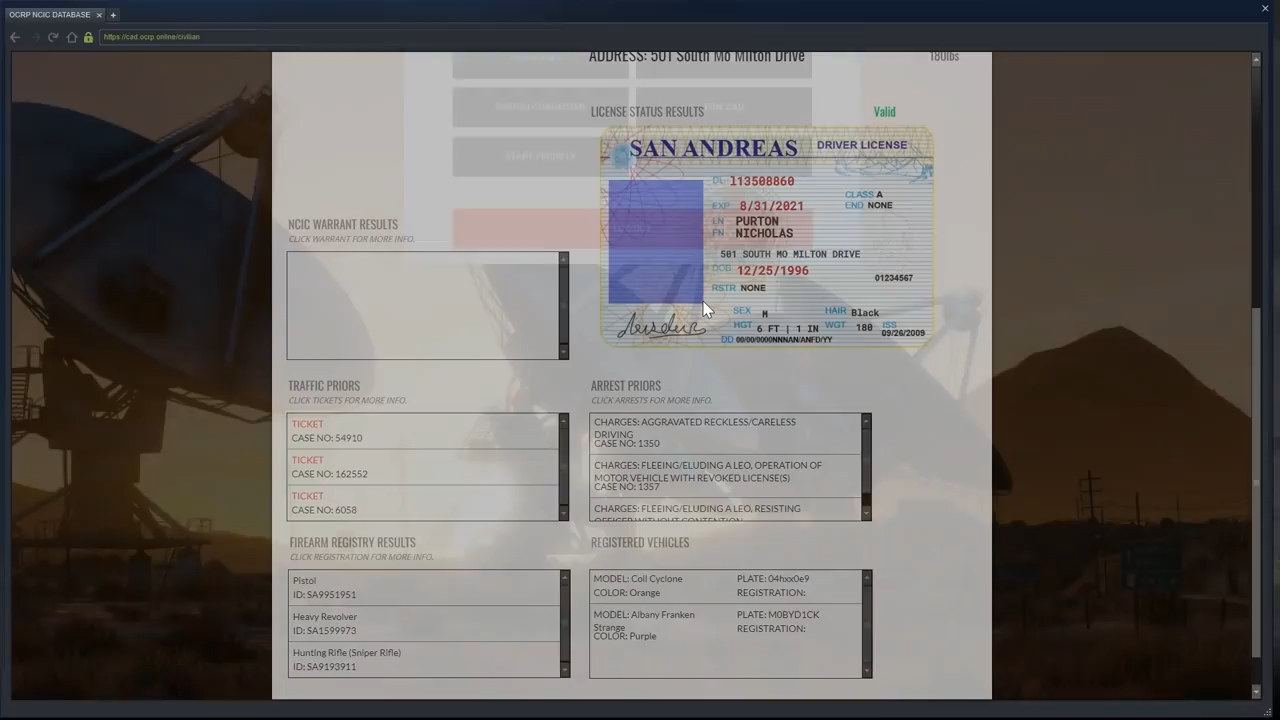 OCRP NCIC DATABASE
https://cad.ocrp.online/civilian
ADDRESS: 501 South Mo Milton Drive
180lbs
LICENSE STATUS RESULTS
Valid
SAN ANDREAS DRIVER LICENSE
DL 113508860
CLASS A
EXP 8/31/2021
END NONE
LN PURTON
FN NICHOLAS
501 SOUTH MO MILTON DRIVE
DOB 12/25/1996
01234567
RSTR NONE
SEX M HAIR Black
HGT 6 FT | 1 IN WGT 180 ISS
09/26/2009
DD 00/00/0000NNNAN/ANFD/YY
NCIC WARRANT RESULTS
CLICK WARRANT FOR MORE INFO.
TRAFFIC PRIORS
CLICK TICKETS FOR MORE INFO.
TICKET
CASE NO: 54910
TICKET
CASE NO: 162552
TICKET
CASE NO: 6058
ARREST PRIORS
CLICK ARRESTS FOR MORE INFO.
CHARGES: AGGRAVATED RECKLESS/CARELESS
DRIVING
CASE NO: 1350
CHARGES: FLEEING/ELUDING A LEO, OPERATION OF
MOTOR VEHICLE WITH REVOKED LICENSE(S)
CASE NO: 1357
CHARGES: FLEEING/ELUDING A LEO, RESISTING
OFFICER WITHOUT CONTENTION
FIREARM REGISTRY RESULTS
CLICK REGISTRATION FOR MORE INFO.
Pistol
ID: SA9951951
Heavy Revolver
ID: SA1599973
Hunting Rifle (Sniper Rifle)
ID: SA9193911
REGISTERED VEHICLES
MODEL: Coil Cyclone PLATE: 04hxx0e9
COLOR: Orange REGISTRATION:
MODEL: Albany Franken PLATE: M0BYD1CK
Strange REGISTRATION:
COLOR: Purple